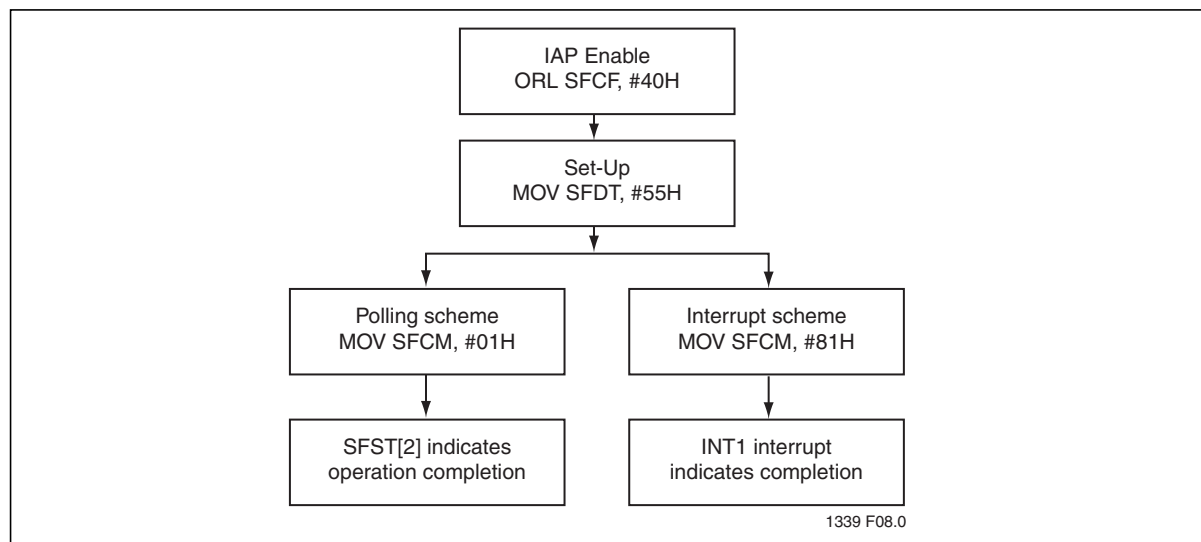 IAP Enable
ORL SFCF, #40H
Set-Up
MOV SFDT, #55H
Polling scheme
MOV SFCM, #01H
Interrupt scheme
MOV SFCM, #81H
SFST[2] indicates
operation completion
INT1 interrupt
indicates completion
1339 F08.0